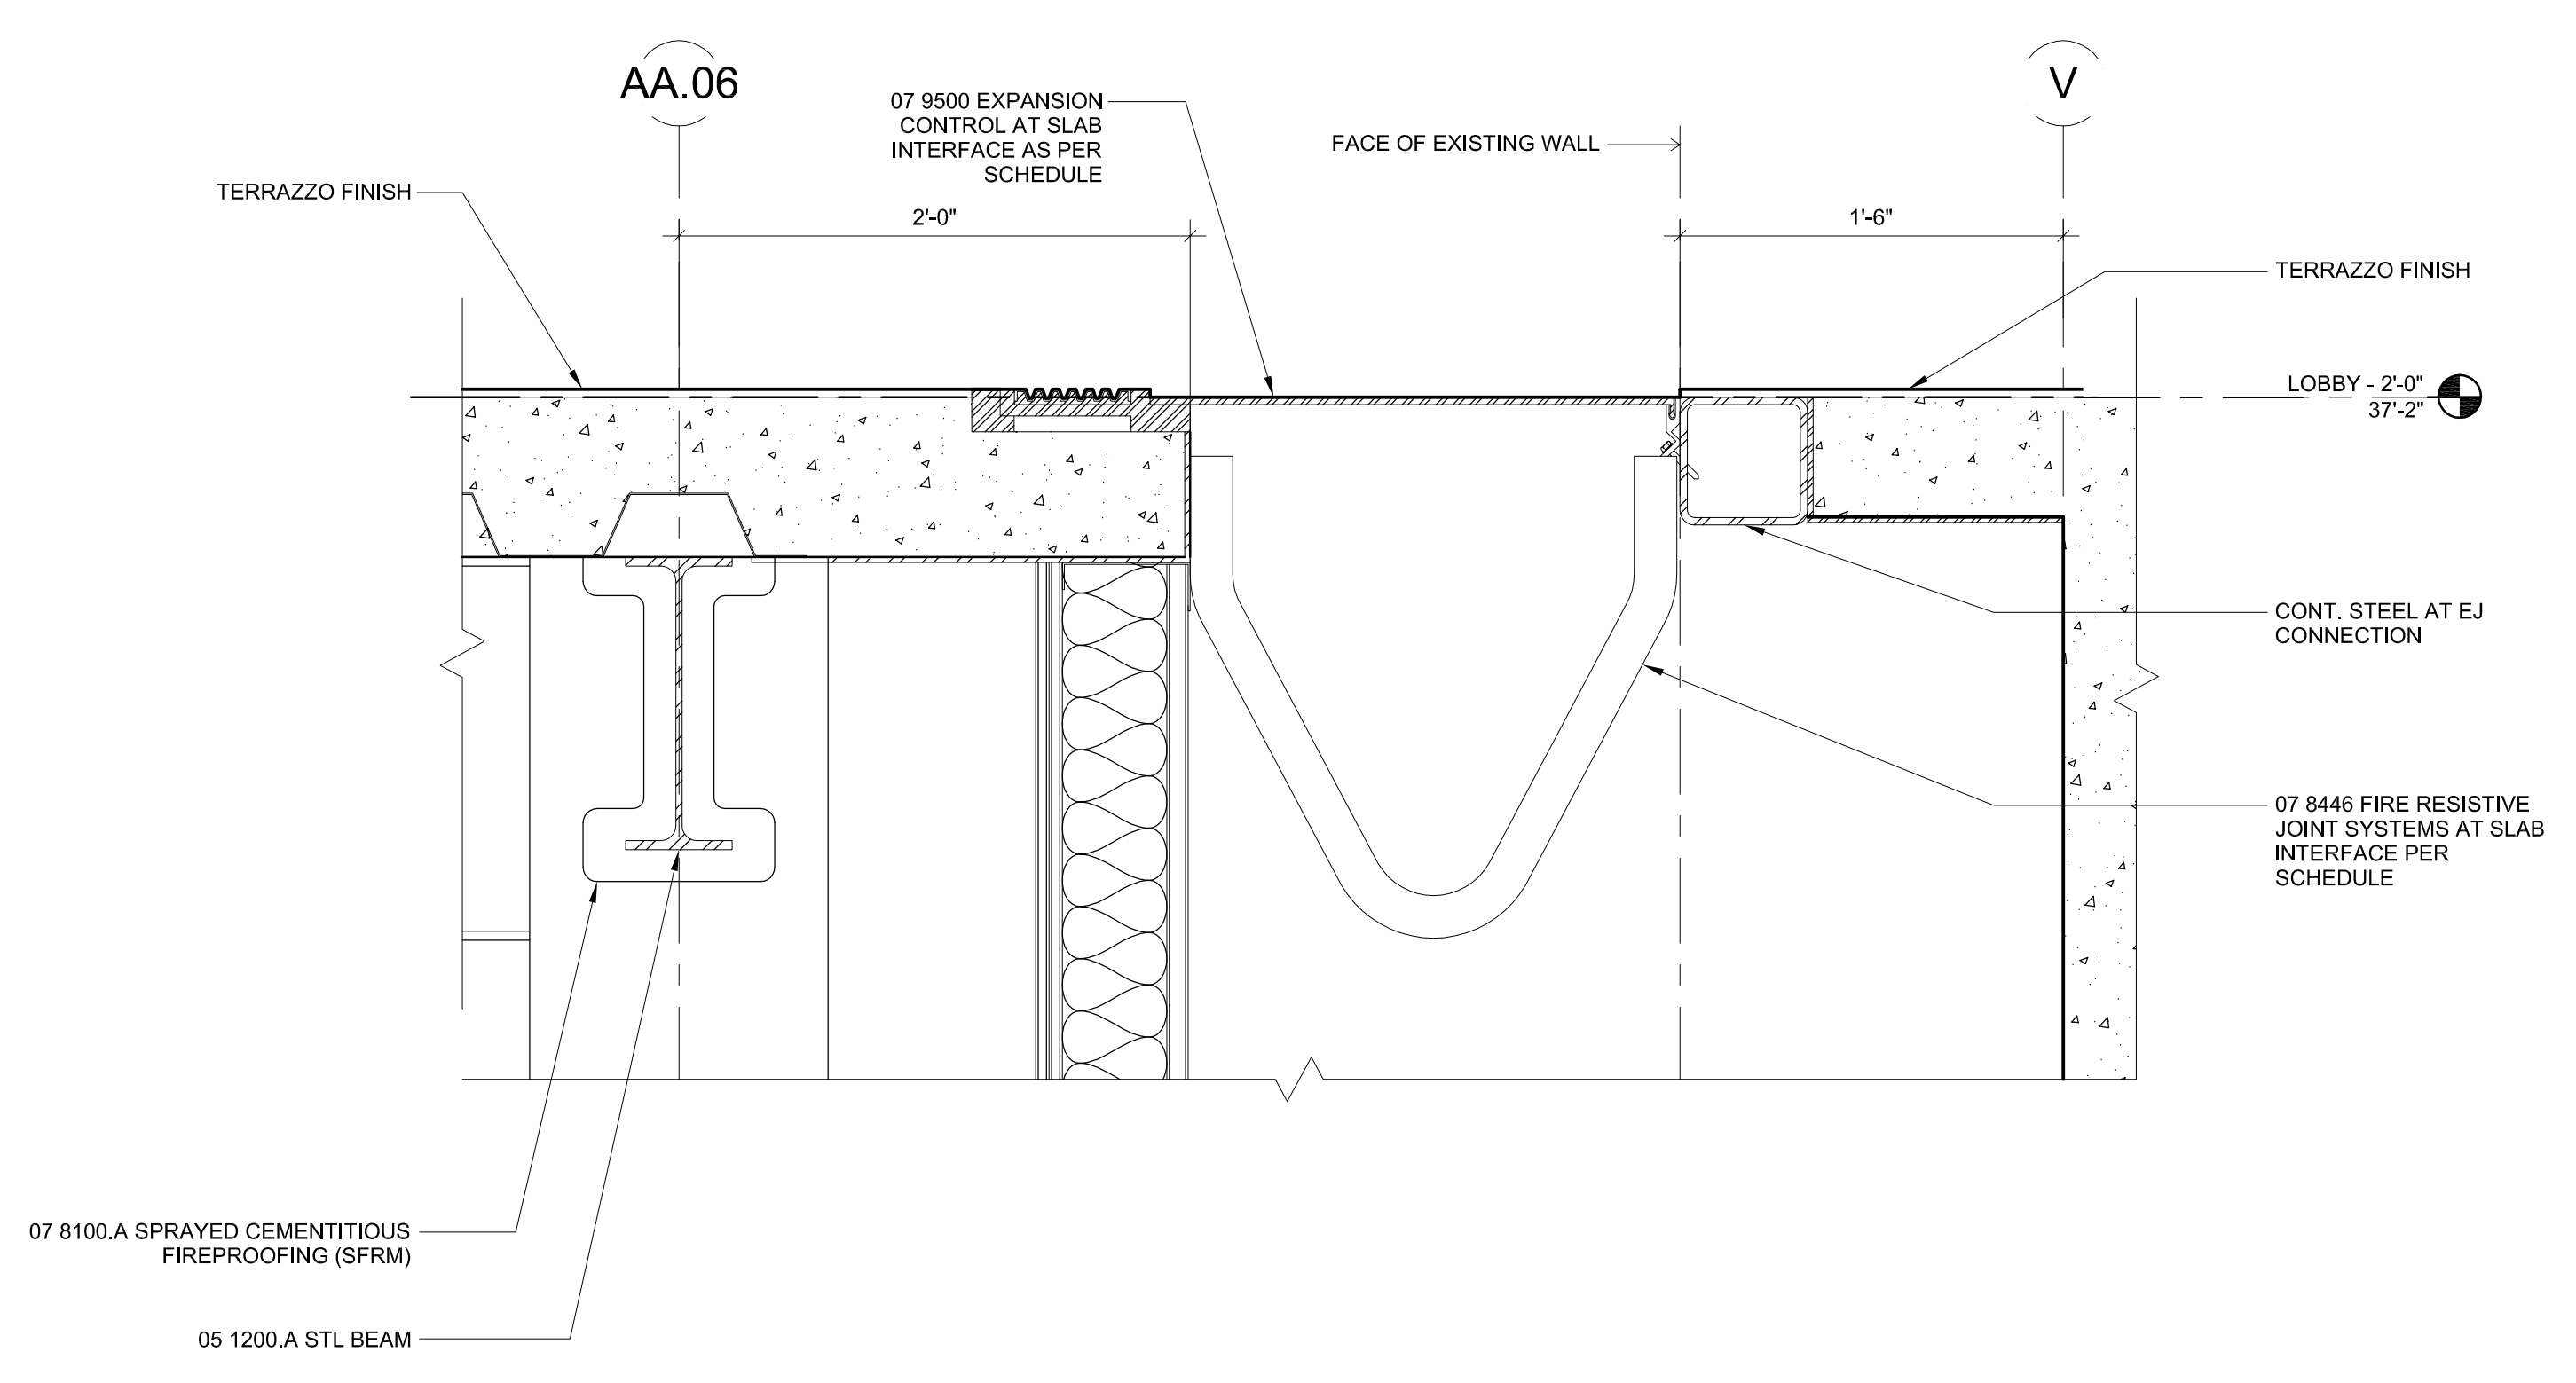 AA.06
V
07 9500 EXPANSION
CONTROL AT SLAB
INTERFACE AS PER
SCHEDULE
FACE OF EXISTING WALL
TERRAZZO FINISH
2'-0"
1'-6"
TERRAZZO FINISH
LOBBY - 2'-0"
37'-2"
CONT. STEEL AT EJ
CONNECTION
07 8446 FIRE RESISTIVE
JOINT SYSTEMS AT SLAB
INTERFACE PER
SCHEDULE
07 8100.A SPRAYED CEMENTITIOUS
FIREPROOFING (SFRM)
05 1200.A STL BEAM